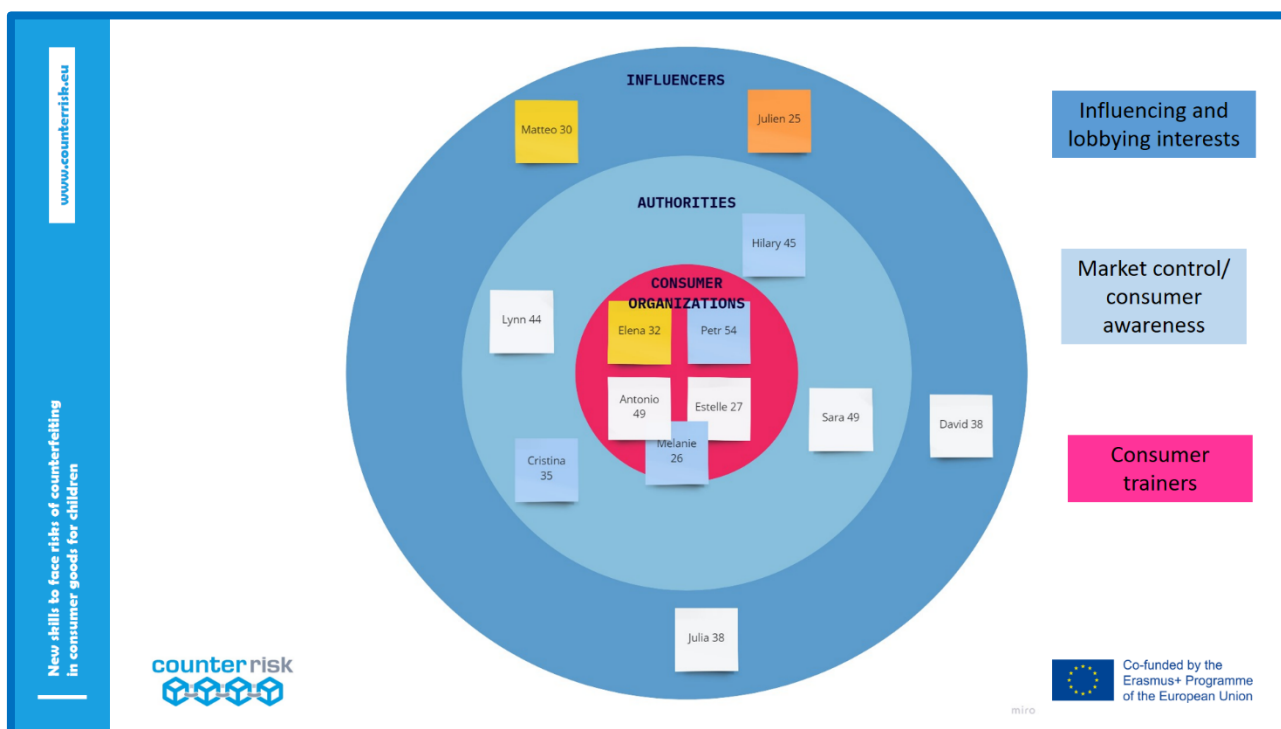 www.counterrisk.eu
New skills to face risks of counterfeiting
in consumer goods for children
INFLUENCERS
Matteo 30
Julien 25
AUTHORITIES
Hilary 45
Lynn 44
CONSUMER
ORGANIZATIONS
Elena 32
Petr 54
Antonio
49
Estelle 27
Melanie
26
Sara 49
David 38
Cristina
35
Julia 38
Influencing and
lobbying interests
Market control/
consumer
awareness
Consumer
trainers
counterrisk
miro
Co-funded by the
Erasmus+ Programme
of the European Union